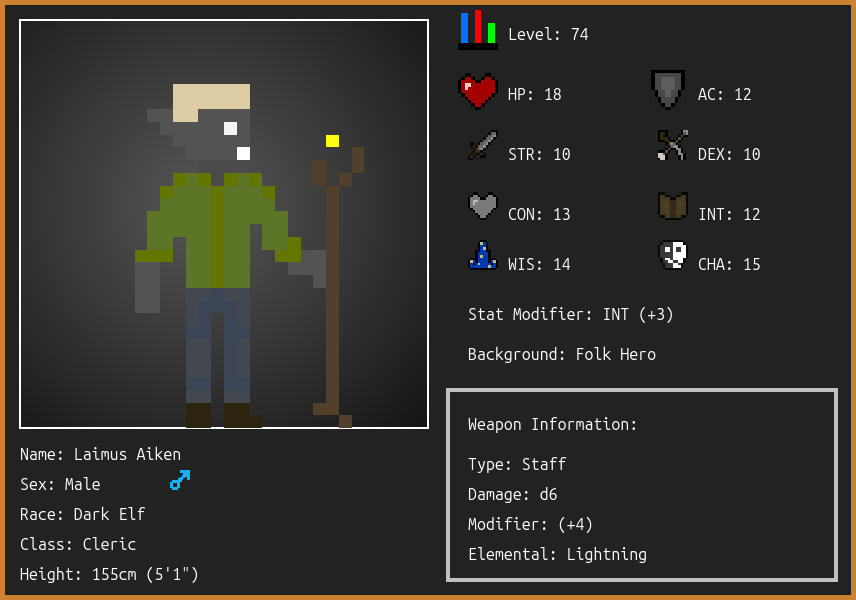 Level: 74
HP: 18
AC: 12
STR: 10
DEX: 10
CON: 13
INT: 12
WIS: 14
CHA: 15
Stat Modifier: INT (+3)
Background: Folk Hero
Weapon Information:
Type: Staff
Damage: d6
Modifier: (+4)
Elemental: Lightning
Name: Laimus Aiken
Sex: Male
Race: Dark Elf
Class: Cleric
Height: 155cm (5'1")